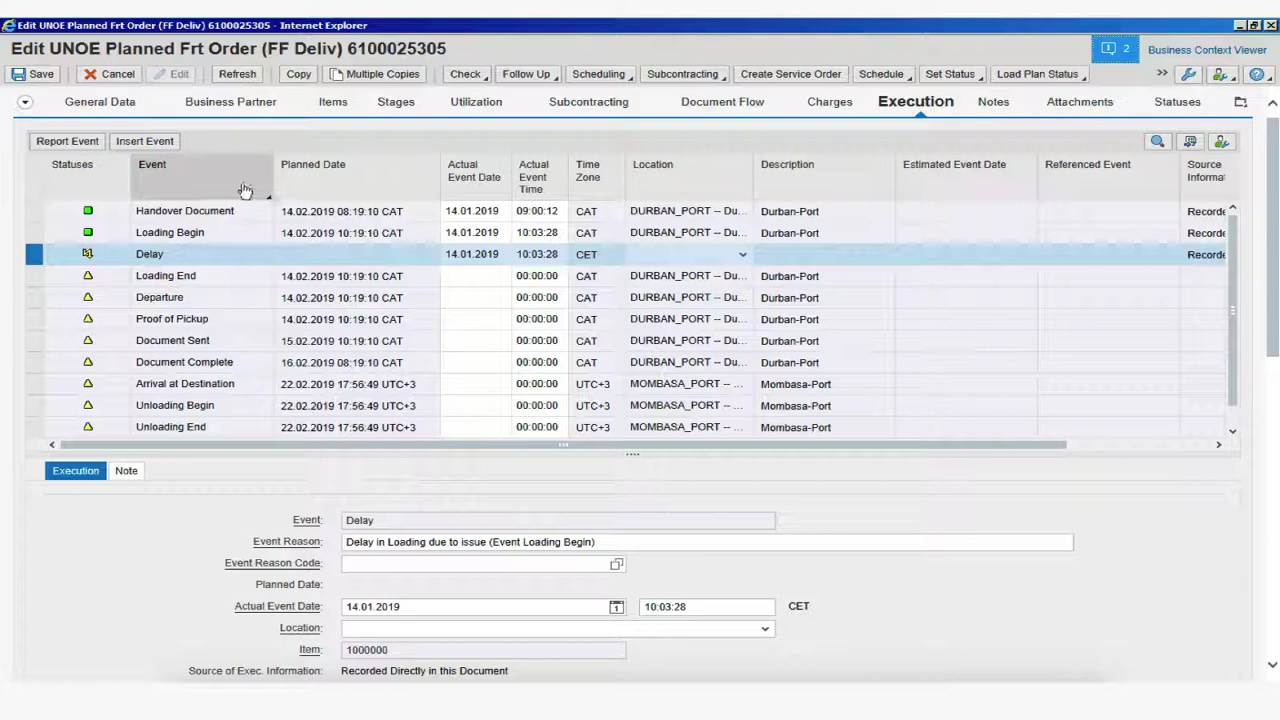 Edit UNOE Planned Frt Order (FF Deliv) 6100025305 - Internet Explorer
Edit UNOE Planned Frt Order (FF Deliv) 6100025305
2 Business Context Viewer
Save Cancel Edit Refresh Copy Multiple Copies Check Follow Up Scheduling Subcontracting Create Service Order Schedule Set Status Load Plan Status
General Data Business Partner Items Stages Utilization Subcontracting Document Flow Charges Execution Notes Attachments Statuses
Report Event Insert Event
Statuses Event Planned Date Actual Event Date Actual Event Time Time Zone Location Description Estimated Event Date Referenced Event Source Informat
Handover Document 14.02.2019 08:19:10 CAT 14.01.2019 09:00:12 CAT DURBAN_PORT -- Du... Durban-Port Recorde
Loading Begin 14.02.2019 10:19:10 CAT 14.01.2019 10:03:28 CAT DURBAN_PORT -- Du... Durban-Port Recorde
Delay 14.01.2019 10:03:28 CET Recorde
Loading End 14.02.2019 10:19:10 CAT 00:00:00 CAT DURBAN_PORT -- Du... Durban-Port
Departure 14.02.2019 10:19:10 CAT 00:00:00 CAT DURBAN_PORT -- Du... Durban-Port
Proof of Pickup 14.02.2019 10:19:10 CAT 00:00:00 CAT DURBAN_PORT -- Du... Durban-Port
Document Sent 15.02.2019 10:19:10 CAT 00:00:00 CAT DURBAN_PORT -- Du... Durban-Port
Document Complete 16.02.2019 08:19:10 CAT 00:00:00 CAT DURBAN_PORT -- Du... Durban-Port
Arrival at Destination 22.02.2019 17:56:49 UTC+3 00:00:00 UTC+3 MOMBASA_PORT -- ... Mombasa-Port
Unloading Begin 22.02.2019 17:56:49 UTC+3 00:00:00 UTC+3 MOMBASA_PORT -- ... Mombasa-Port
Unloading End 22.02.2019 17:56:49 UTC+3 00:00:00 UTC+3 MOMBASA_PORT -- ... Mombasa-Port
Execution Note
Event: Delay
Event Reason: Delay in Loading due to issue (Event Loading Begin)
Event Reason Code:
Planned Date:
Actual Event Date: 14.01.2019 10:03:28 CET
Location:
Item: 1000000
Source of Exec. Information: Recorded Directly in this Document